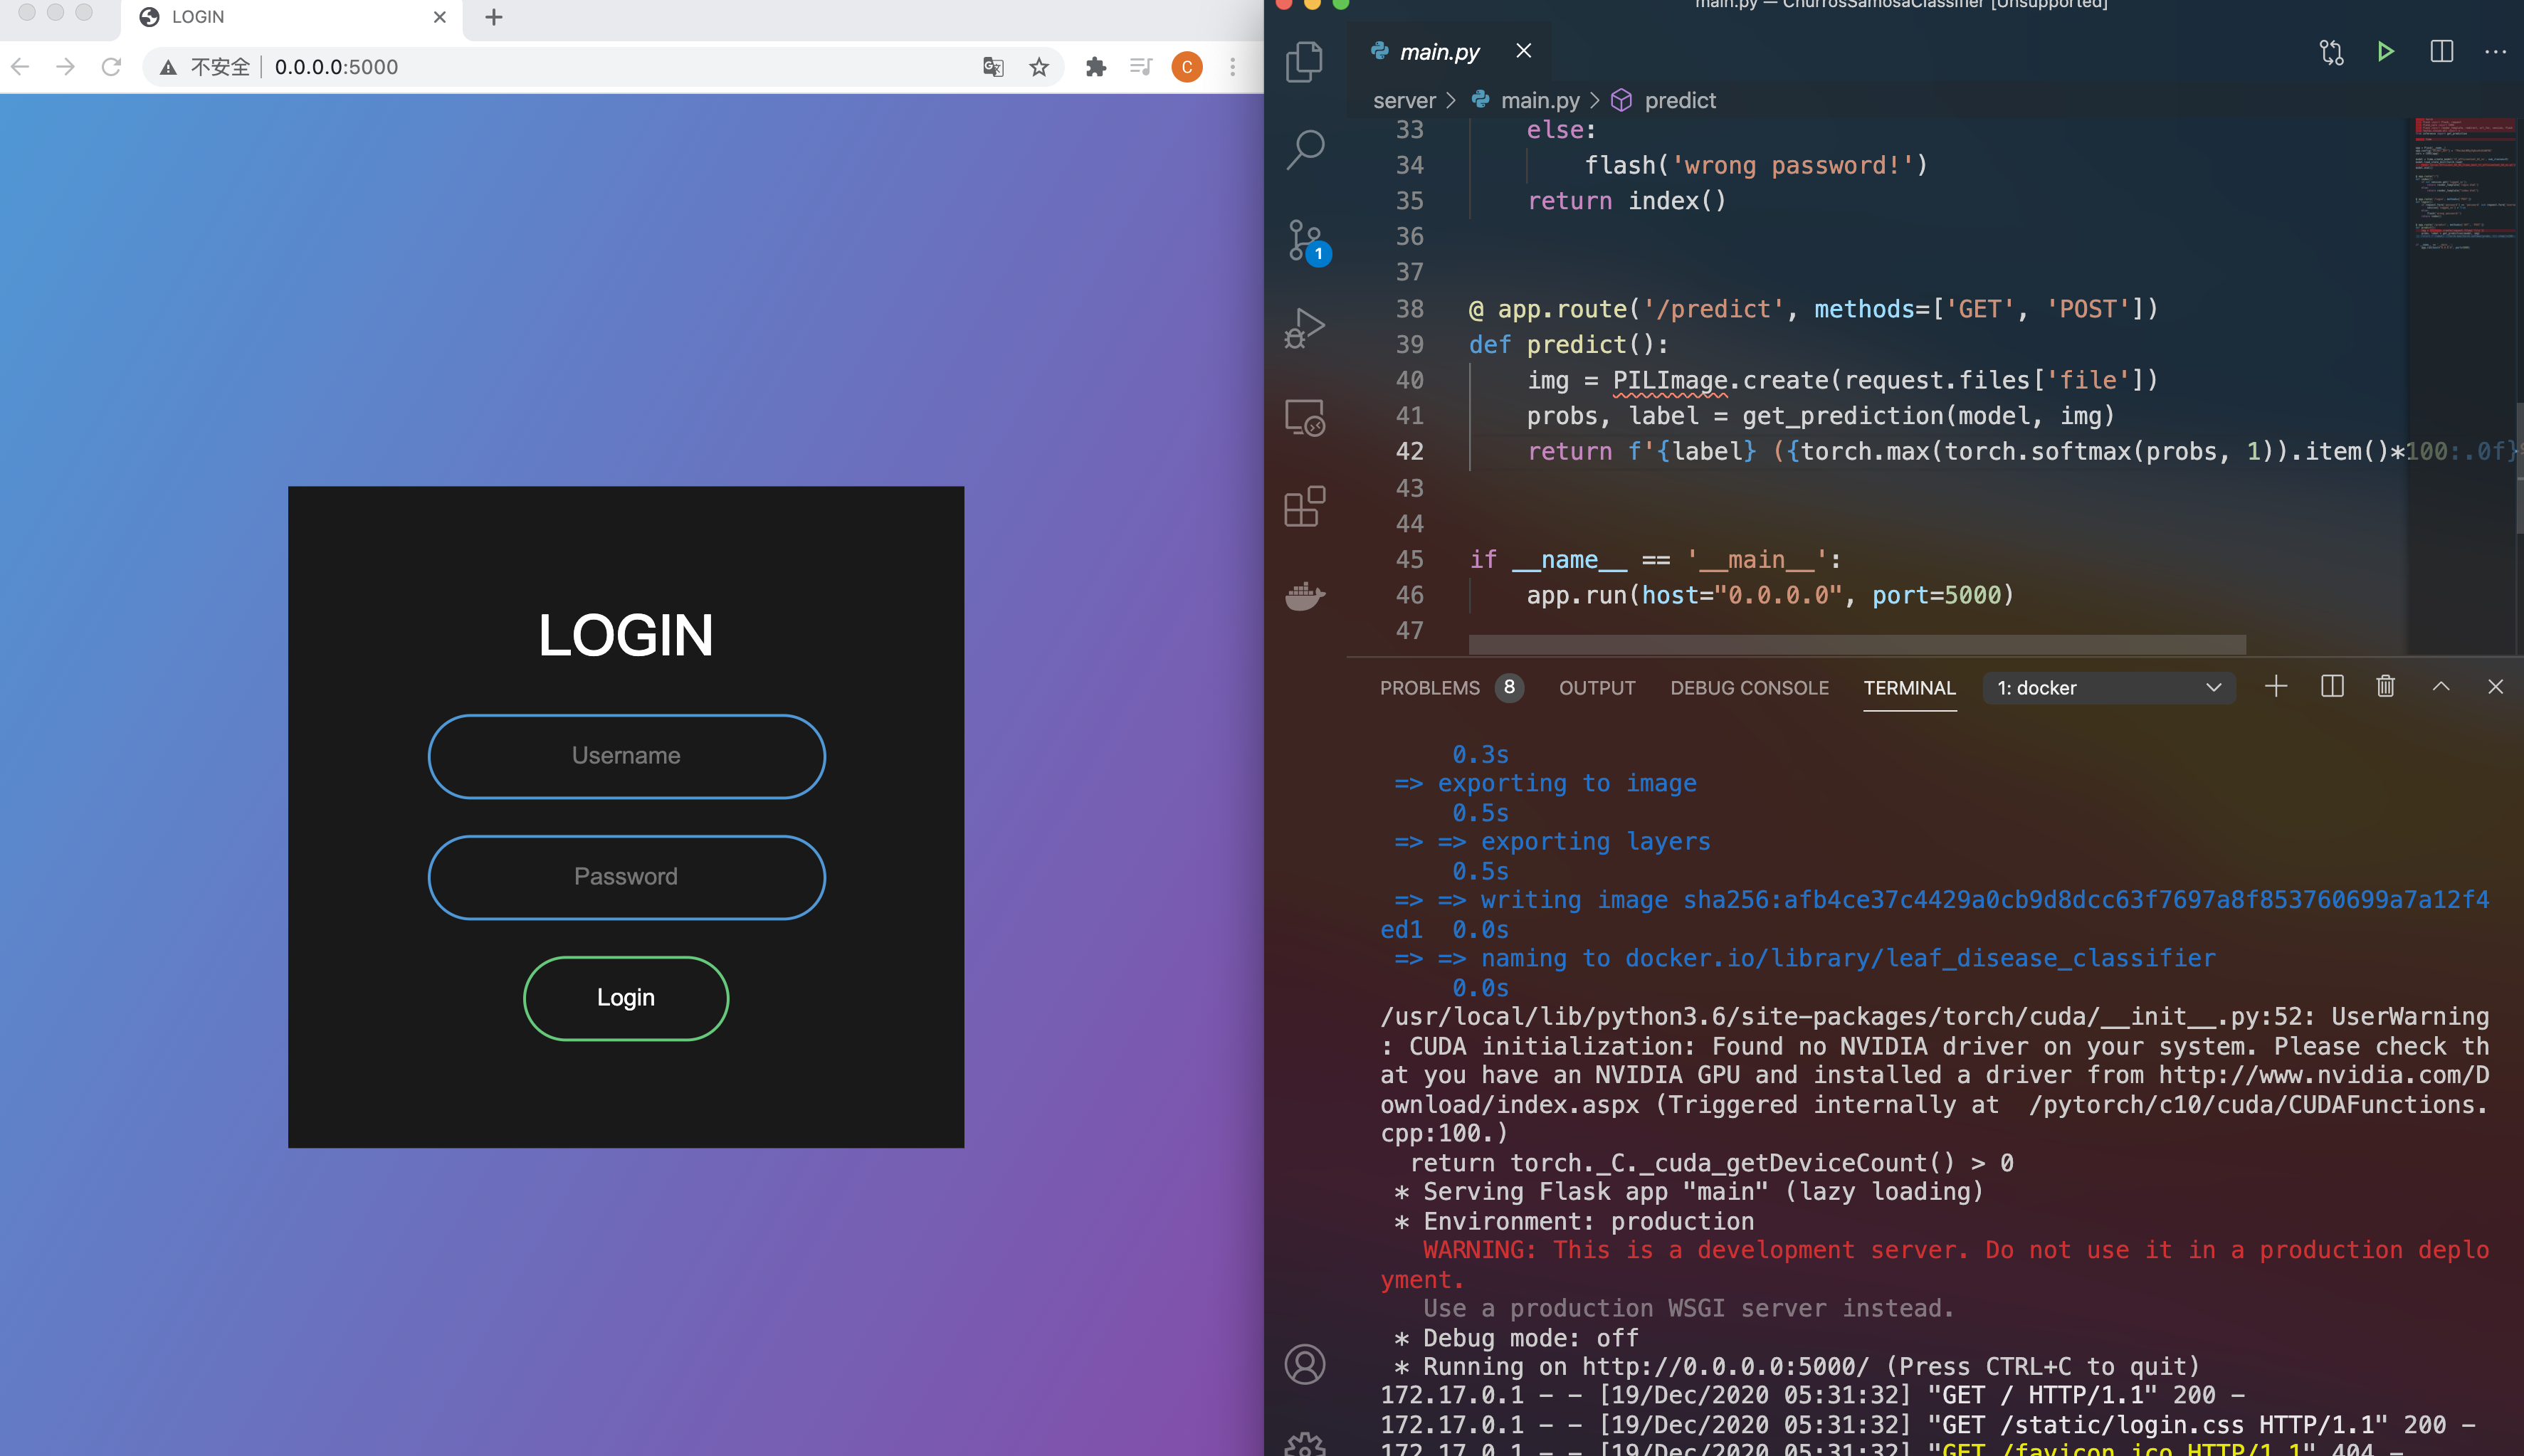 LOGIN
不安全 0.0.0.0:5000
C
LOGIN
Username
Password
Login
main.py — ChurrosSamosaClassifier [Unsupported]
main.py
server > main.py > predict
1
33 else:
34 flash('wrong password!')
35 return index()
36
37
38 @ app.route('/predict', methods=['GET', 'POST'])
39 def predict():
40 img = PILImage.create(request.files['file'])
41 probs, label = get_prediction(model, img)
42 return f'{label} ({torch.max(torch.softmax(probs, 1)).item()*100:.0f}
43
44
45 if __name__ == '__main__':
46 app.run(host="0.0.0.0", port=5000)
47
PROBLEMS 8 OUTPUT DEBUG CONSOLE TERMINAL 1: docker
0.3s
=> exporting to image
0.5s
=> => exporting layers
0.5s
=> => writing image sha256:afb4ce37c4429a0cb9d8dcc63f7697a8f853760699a7a12f4
ed1 0.0s
=> => naming to docker.io/library/leaf_disease_classifier
0.0s
/usr/local/lib/python3.6/site-packages/torch/cuda/__init__.py:52: UserWarning
: CUDA initialization: Found no NVIDIA driver on your system. Please check th
at you have an NVIDIA GPU and installed a driver from http://www.nvidia.com/D
ownload/index.aspx (Triggered internally at /pytorch/c10/cuda/CUDAFunctions.
cpp:100.)
return torch._C._cuda_getDeviceCount() > 0
* Serving Flask app "main" (lazy loading)
* Environment: production
WARNING: This is a development server. Do not use it in a production deplo
yment.
Use a production WSGI server instead.
* Debug mode: off
* Running on http://0.0.0.0:5000/ (Press CTRL+C to quit)
172.17.0.1 - - [19/Dec/2020 05:31:32] "GET / HTTP/1.1" 200 -
172.17.0.1 - - [19/Dec/2020 05:31:32] "GET /static/login.css HTTP/1.1" 200 -
172.17.0.1 - - [19/Dec/2020 05:31:32] "GET /favicon.ico HTTP/1.1" 404 -